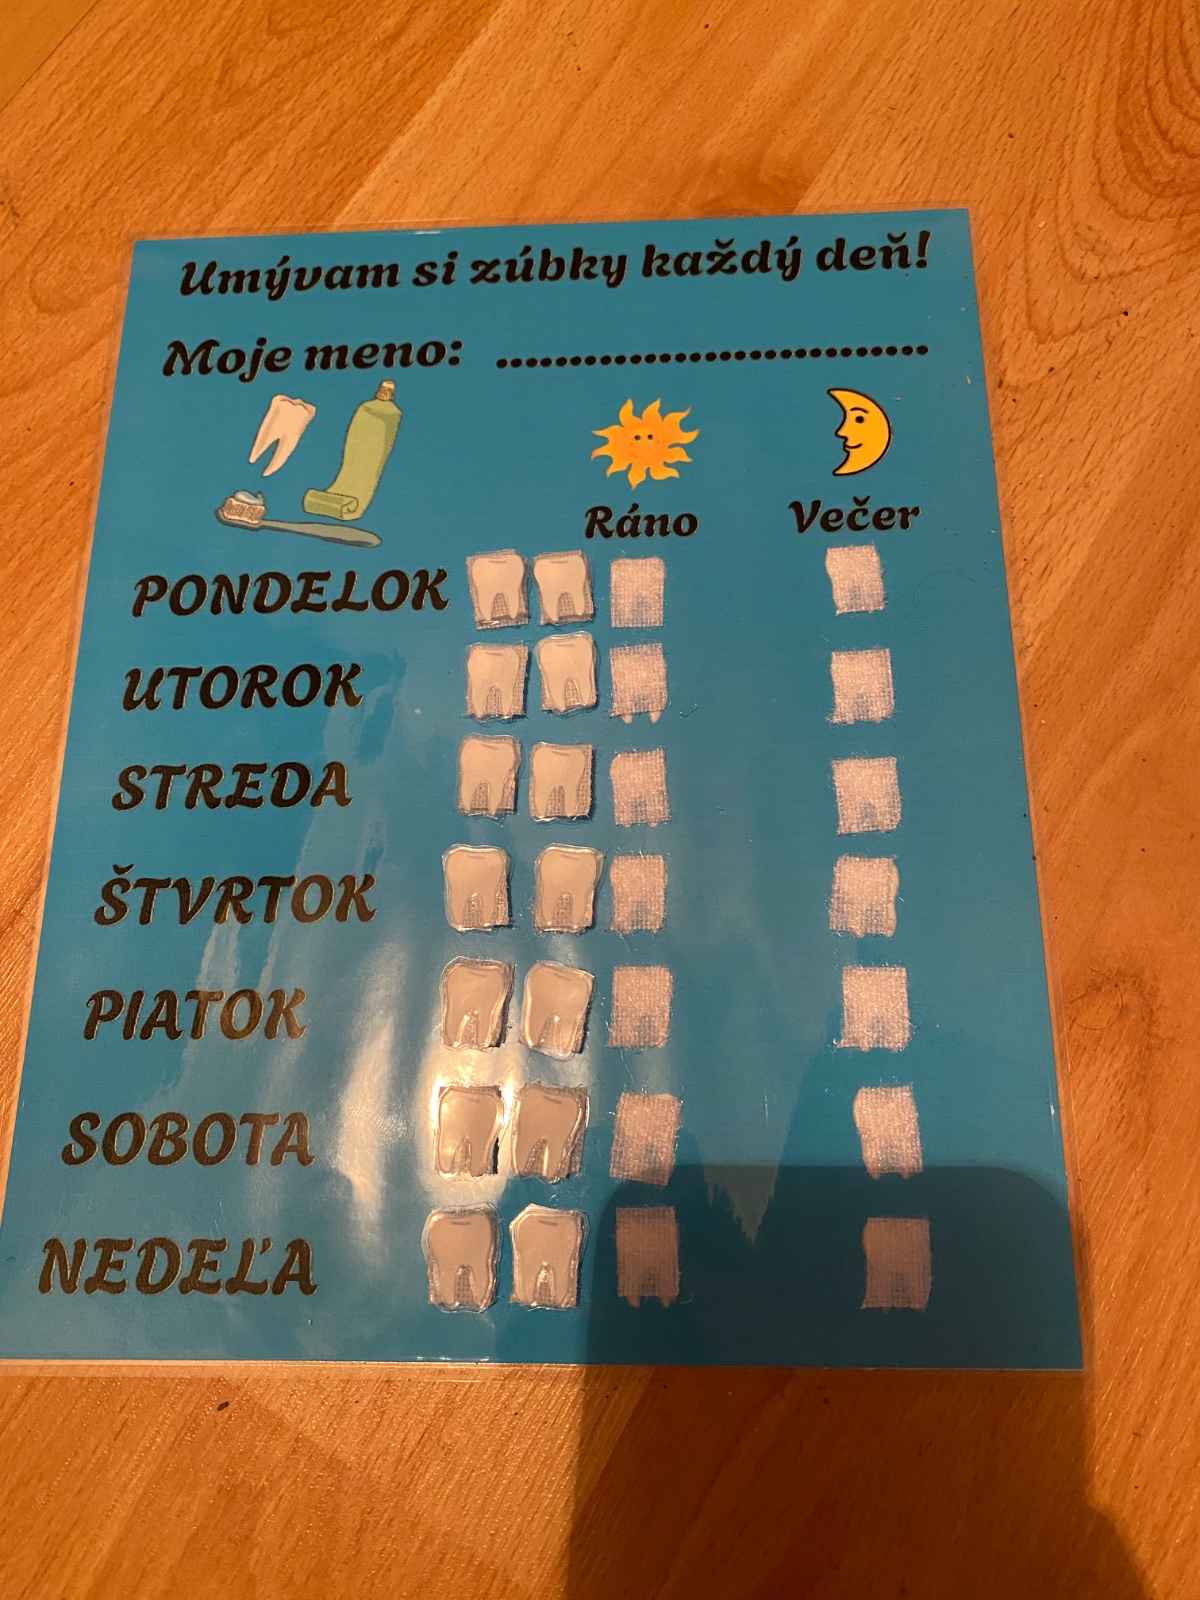 Umývam si zúbky každý deň!
Moje meno: .............................
Ráno Večer
PONDELOK
UTOROK
STREDA
ŠTVRTOK
PIATOK
SOBOTA
NEDEĽA